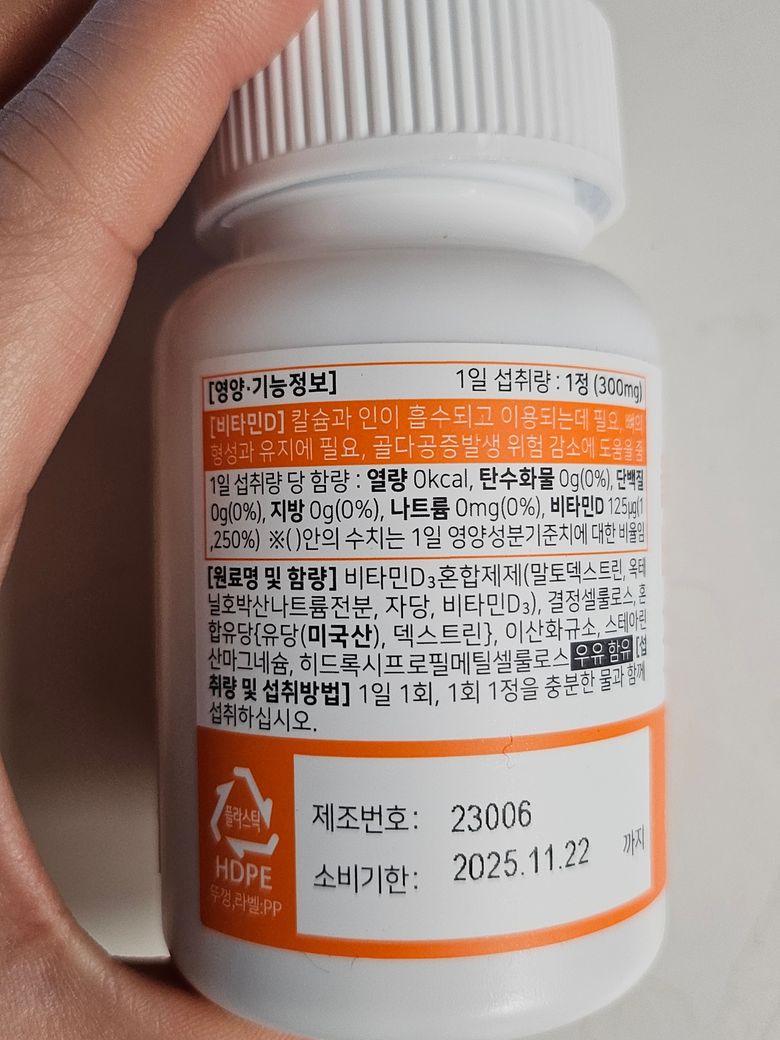 [영양·기능정보] 1일 섭취량 : 1정 (300mg)
[비타민D] 칼슘과 인이 흡수되고 이용되는데 필요, 뼈의
형성과 유지에 필요, 골다공증발생 위험 감소에 도움을 줌
1일 섭취량 당 함량 : 열량 0kcal, 탄수화물 0g(0%), 단백질
0g(0%), 지방 0g(0%), 나트륨 0mg(0%), 비타민D 125μg(1
,250%) ※( )안의 수치는 1일 영양성분기준치에 대한 비율임
[원료명 및 함량] 비타민D₃혼합제제(말토덱스트린, 옥테
닐호박산나트륨전분, 자당, 비타민D₃), 결정셀룰로스, 혼
합유당{유당(미국산), 덱스트린}, 이산화규소, 스테아린
산마그네슘, 히드록시프로필메틸셀룰로스 우유 함유 [섭
취량 및 섭취방법] 1일 1회, 1회 1정을 충분한 물과 함께
섭취하십시오.
플라스틱
HDPE
뚜껑,라벨:PP
제조번호: 23006
소비기한: 2025.11.22 까지